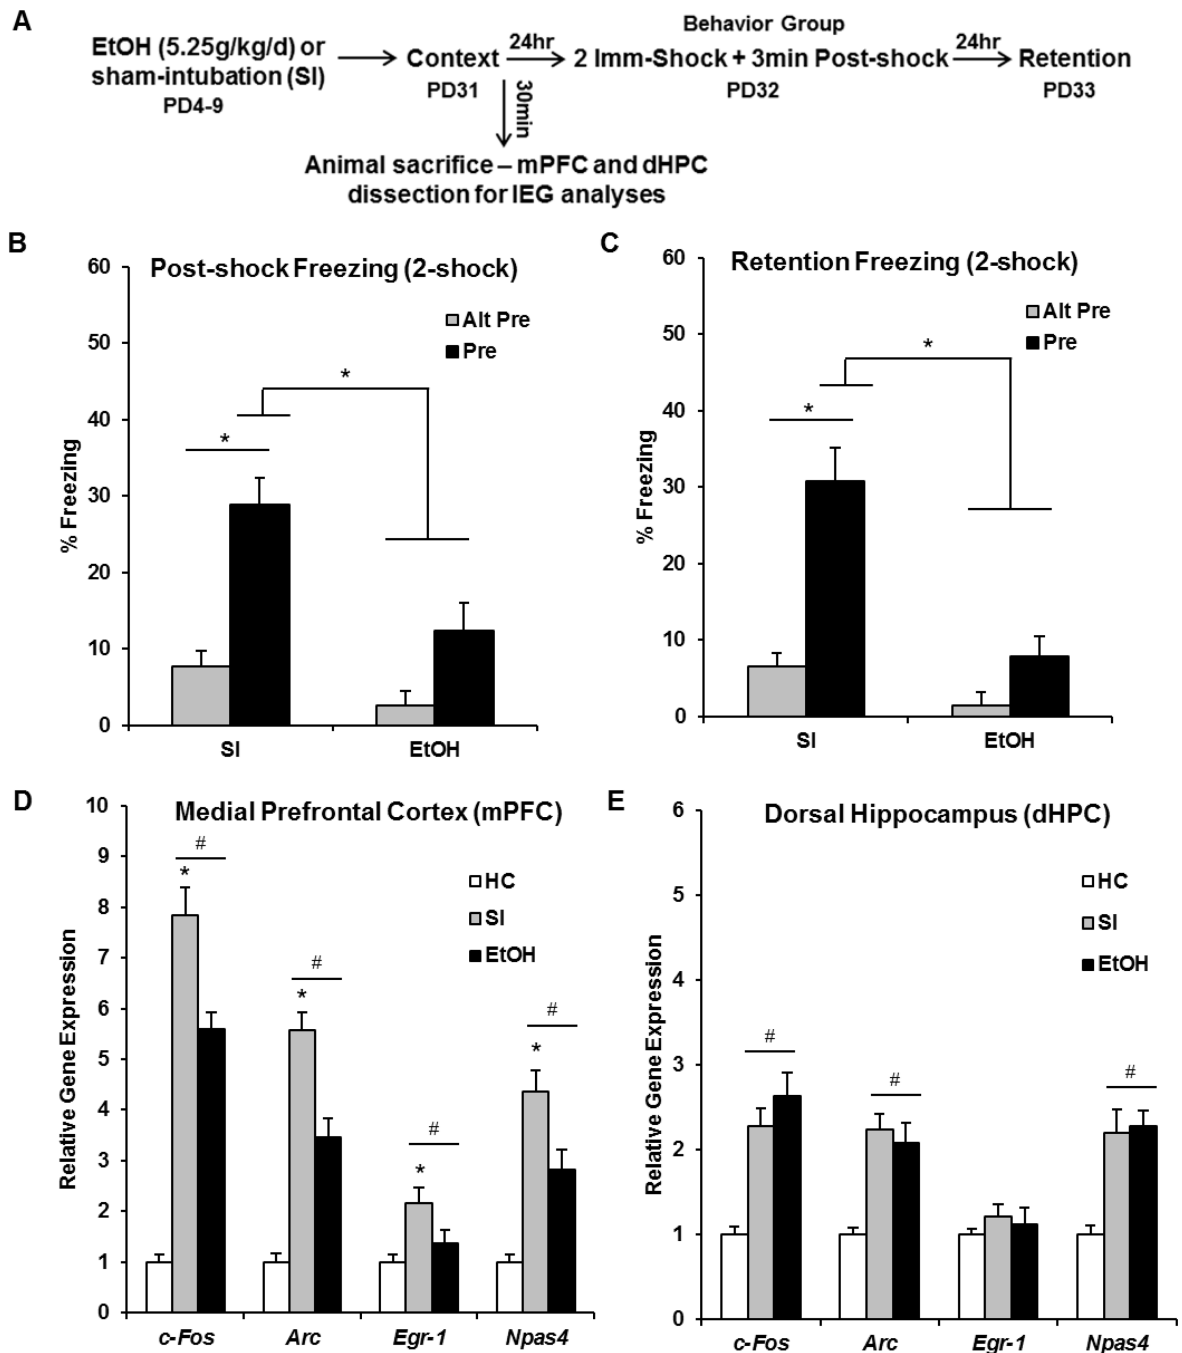 A
Behavior Group
EtOH (5.25g/kg/d) or
sham-intubation (SI)
PD4-9
Context
PD31
24hr
2 Imm-Shock + 3min Post-shock
PD32
24hr
Retention
PD33
30min
Animal sacrifice – mPFC and dHPC
dissection for IEG analyses
B
Post-shock Freezing (2-shock)
Alt Pre
Pre
% Freezing
60
50
40
30
20
10
0
*
*
SI
EtOH
C
Retention Freezing (2-shock)
Alt Pre
Pre
% Freezing
60
50
40
30
20
10
0
*
*
SI
EtOH
D
Medial Prefrontal Cortex (mPFC)
HC
SI
EtOH
Relative Gene Expression
10
9
8
7
6
5
4
3
2
1
0
#
*
#
*
#
*
#
*
c-Fos
Arc
Egr-1
Npas4
E
Dorsal Hippocampus (dHPC)
HC
SI
EtOH
Relative Gene Expression
6
5
4
3
2
1
0
#
#
#
c-Fos
Arc
Egr-1
Npas4